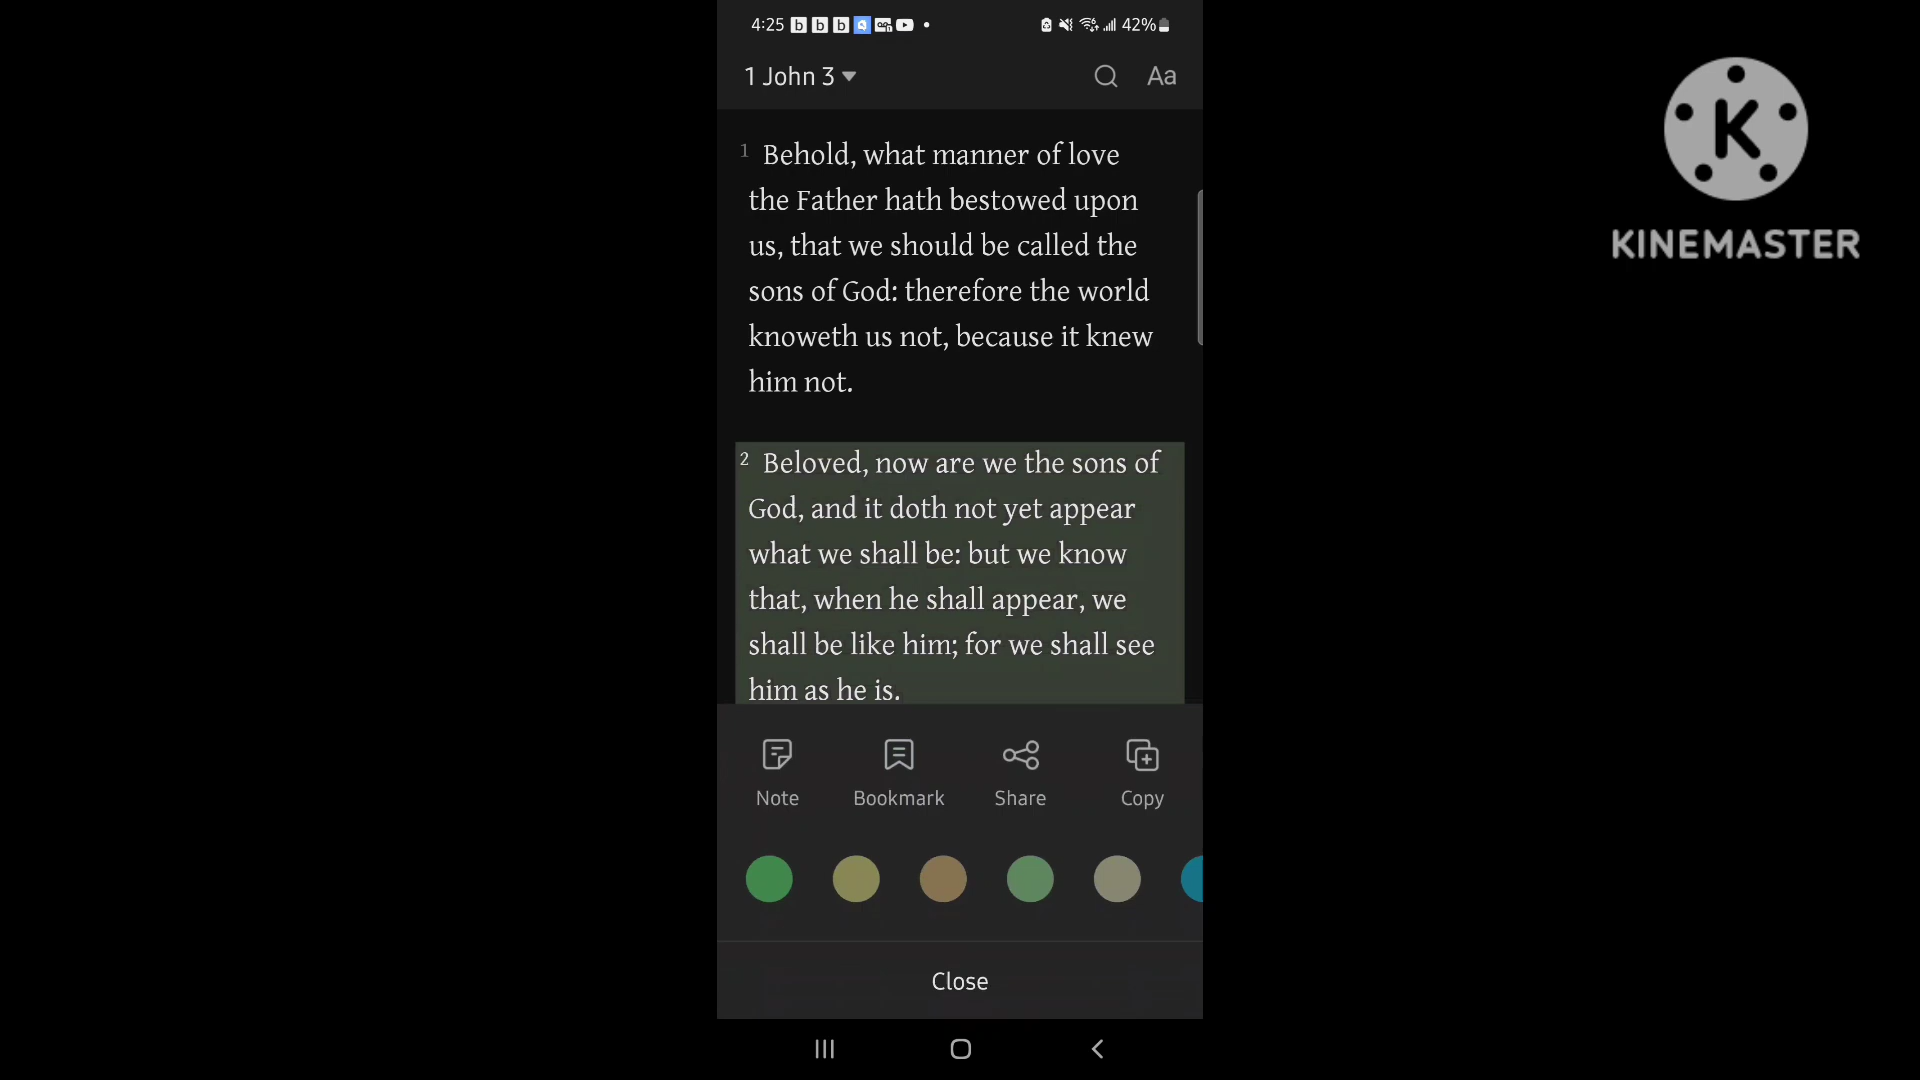 4:25 b b b 42%
1 John 3 Aa
1 Behold, what manner of love
the Father hath bestowed upon
us, that we should be called the
sons of God: therefore the world
knoweth us not, because it knew
him not.
2 Beloved, now are we the sons of
God, and it doth not yet appear
what we shall be: but we know
that, when he shall appear, we
shall be like him; for we shall see
him as he is.
Note Bookmark Share Copy
Close
K
KINEMASTER